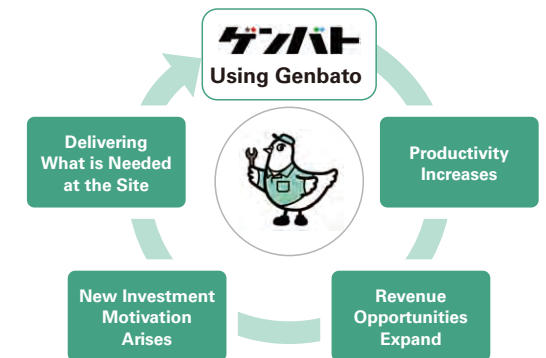 ゲンバト
Using Genbato
Productivity
Increases
Revenue
Opportunities
Expand
New Investment
Motivation
Arises
Delivering
What is Needed
at the Site